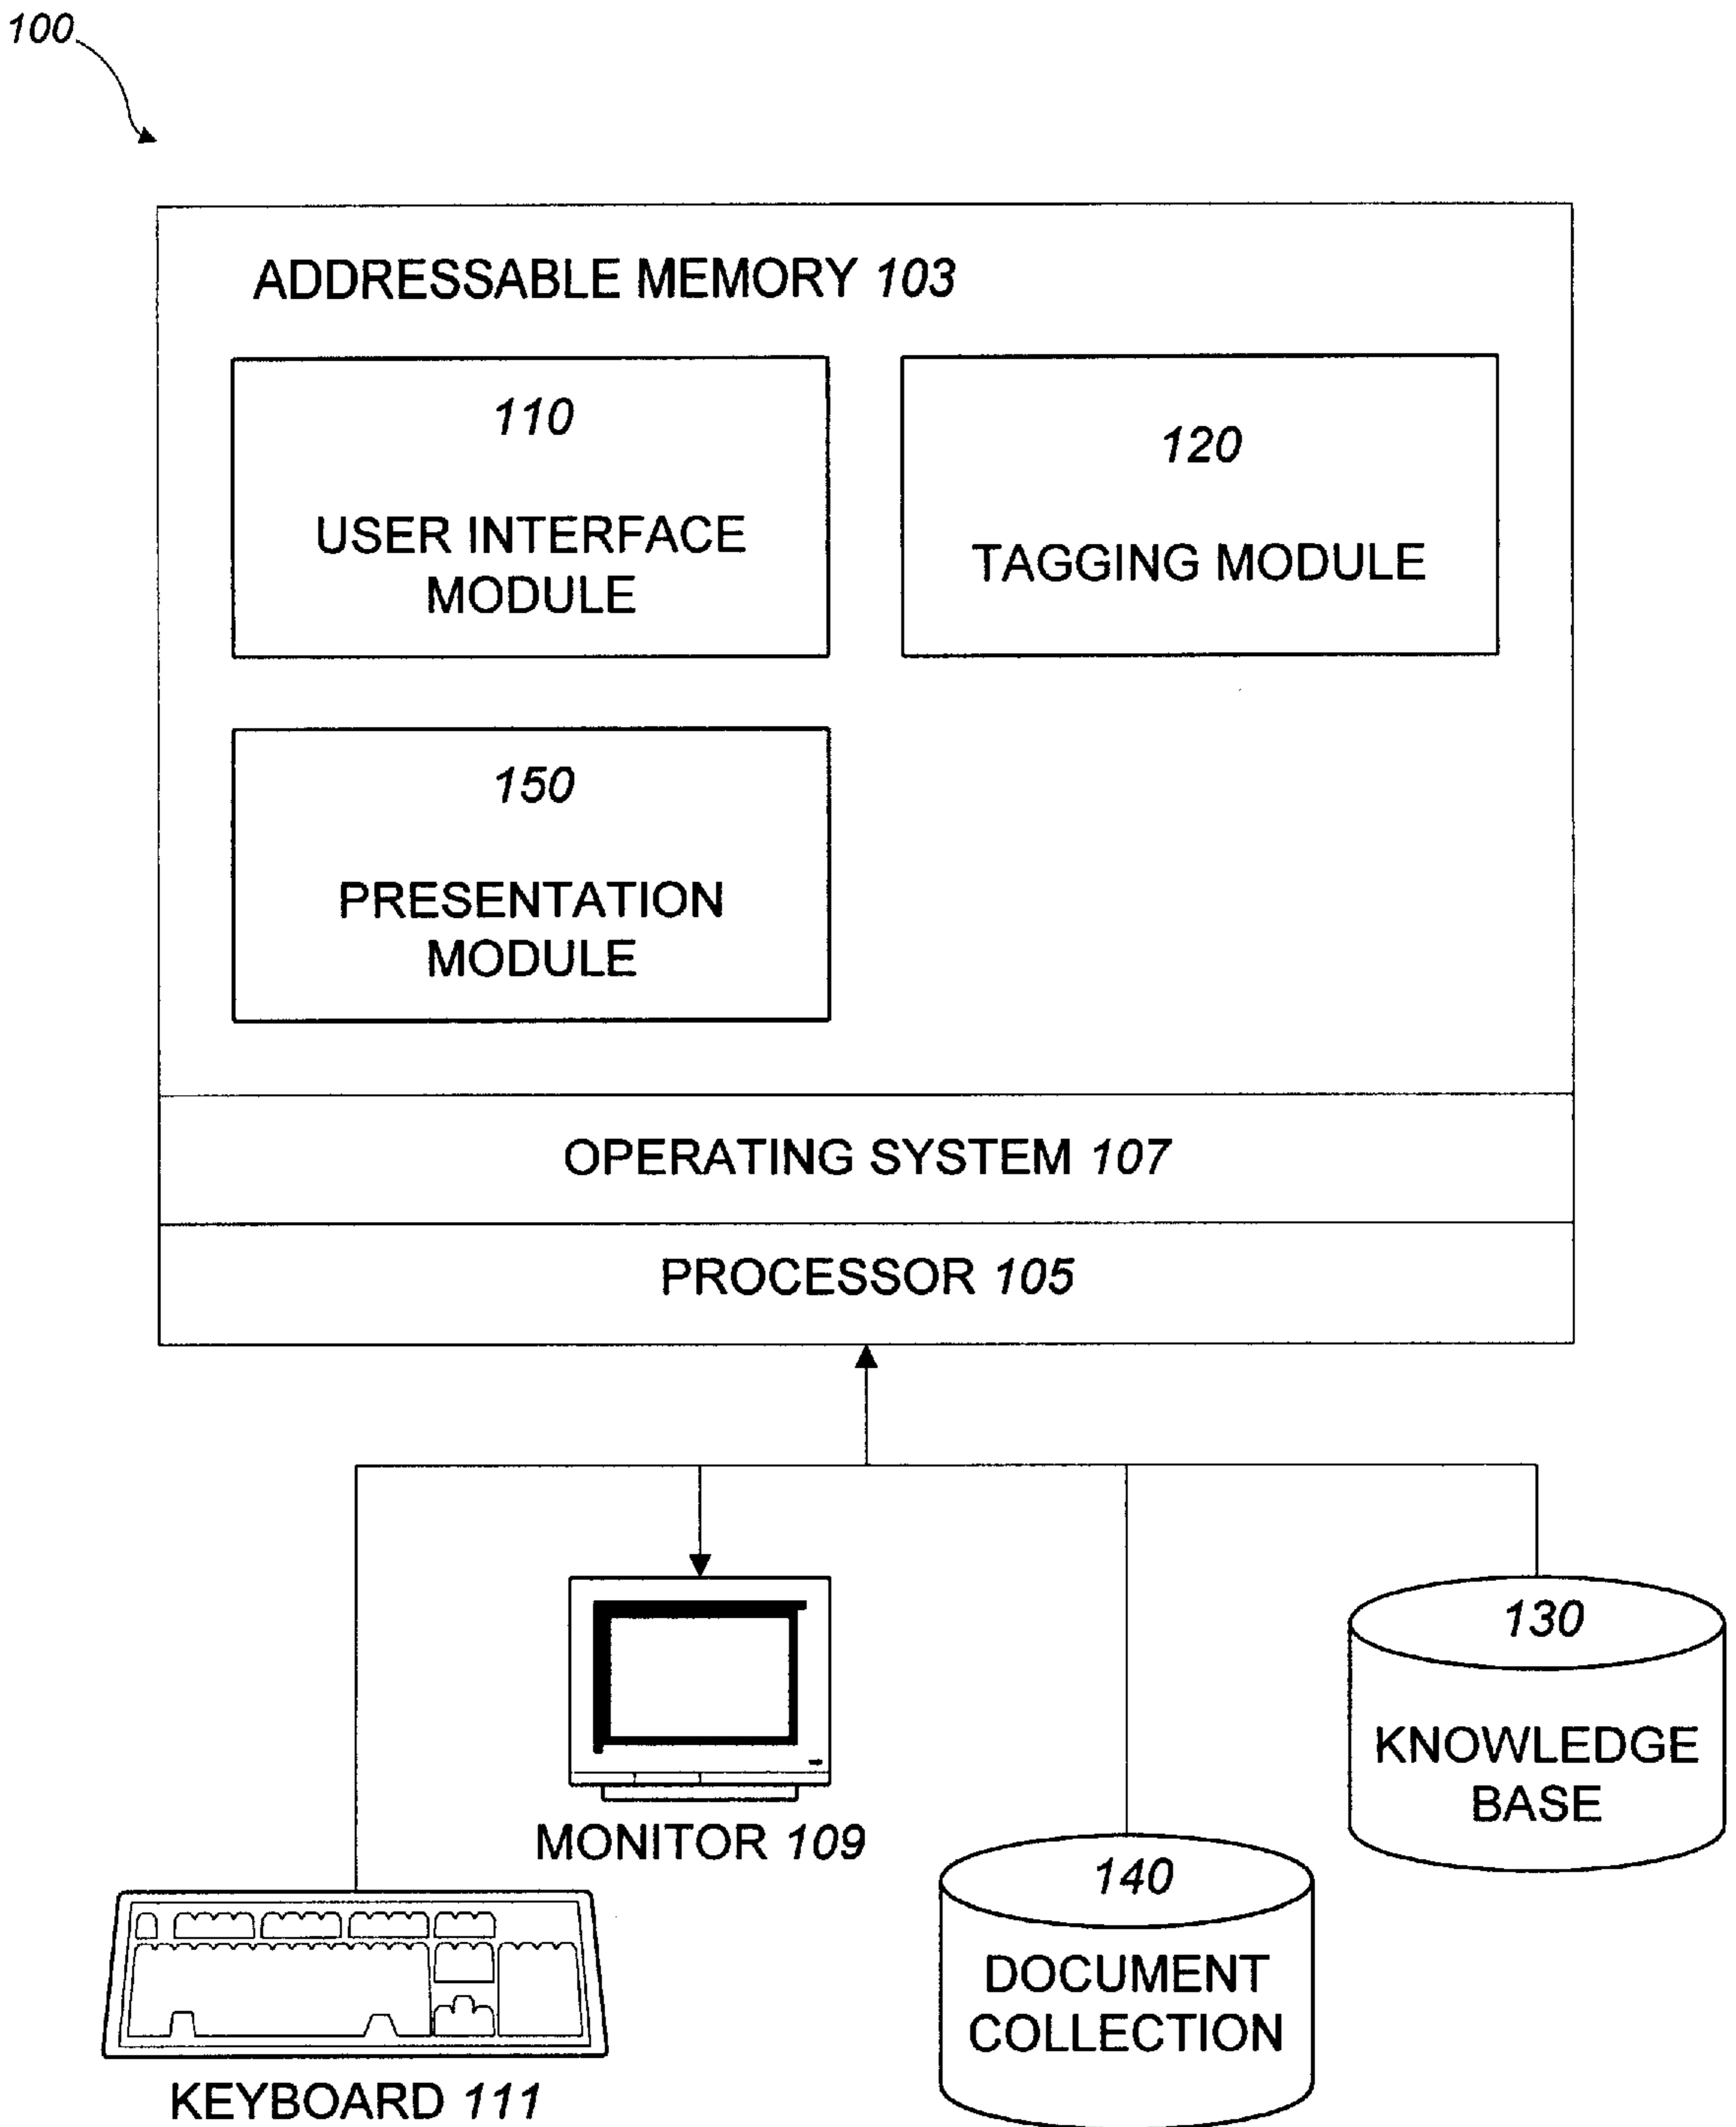 100
ADDRESSABLE MEMORY 103
110
USER INTERFACE
MODULE
120
TAGGING MODULE
150
PRESENTATION
MODULE
OPERATING SYSTEM 107
PROCESSOR 105
130
KNOWLEDGE
BASE
MONITOR 109
140
DOCUMENT
COLLECTION
KEYBOARD 111